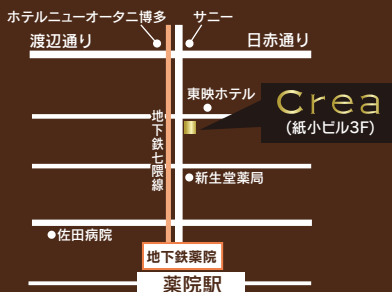 ホテルニューオータニ博多
サニー
渡辺通り
日赤通り
東映ホテル
Crea
(紙小ビル3F)
地下鉄七隈線
新生堂薬局
佐田病院
地下鉄薬院
薬院駅